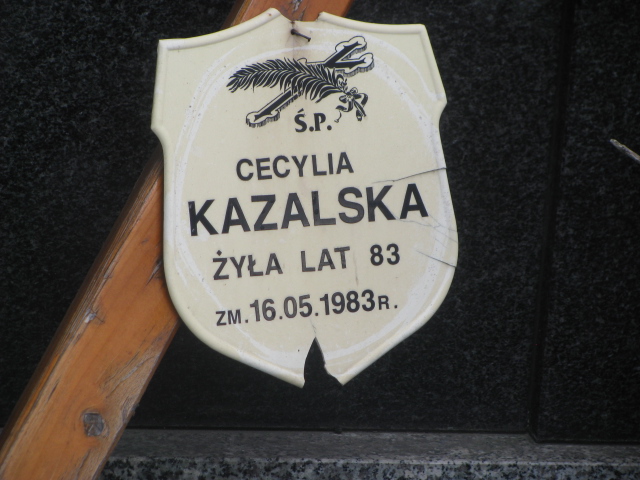 Ś.P.
CECYLIA
KAZALSKA
ŻYŁA LAT 83
ZM. 16.05.1983R.